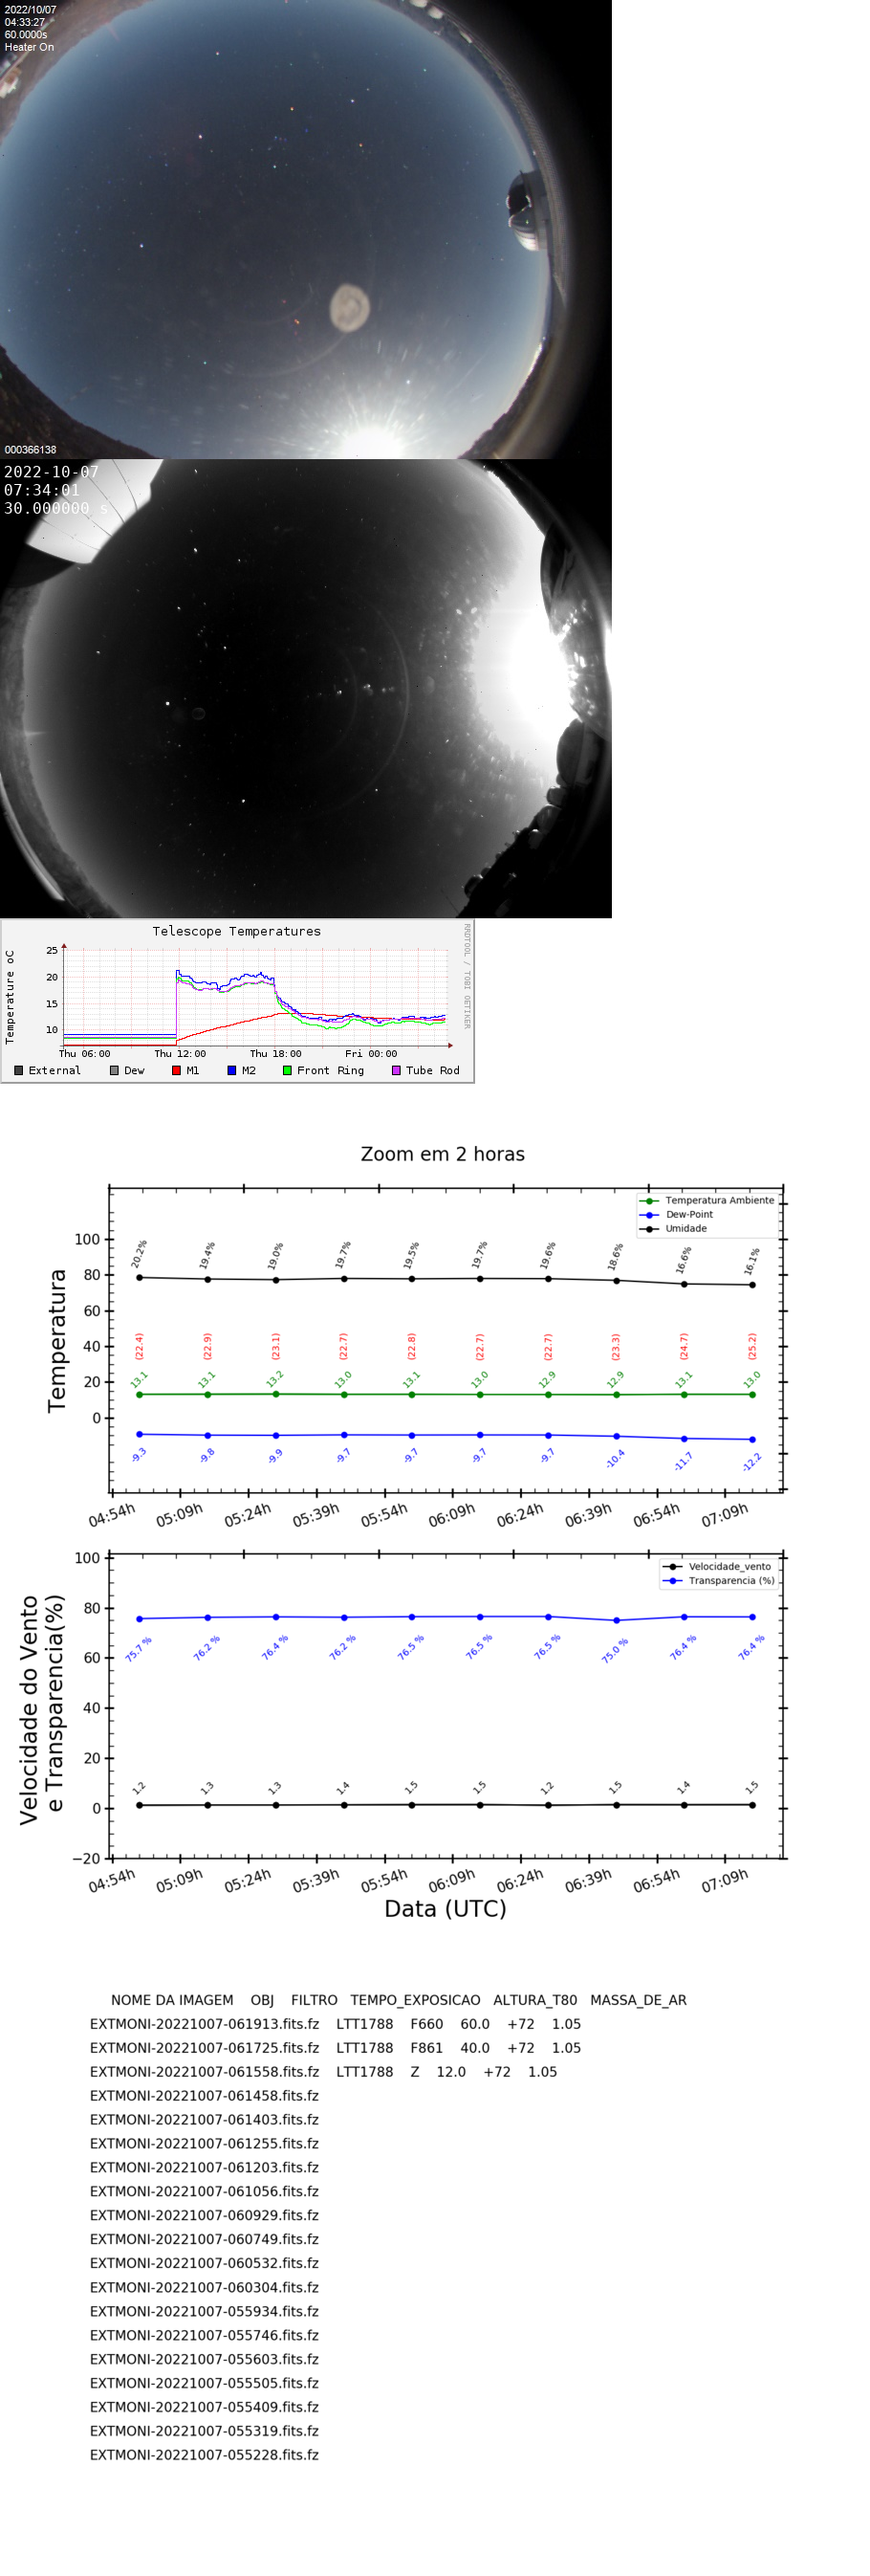 2022/10/07
04:33:27
60.0000s
Heater On
000366138
2022-10-07
07:34:01
30.000000 s
Telescope Temperatures
RRDTOOL / TOBI OETIKER
Temperature oC
25
20
15
10
Thu 06:00 Thu 12:00 Thu 18:00 Fri 00:00
External Dew M1 M2 Front Ring Tube Rod
Zoom em 2 horas
Temperatura Ambiente
Dew-Point
Umidade
Temperatura
100
80
60
40
20
0
20.2% 19.4% 19.0% 19.7% 19.5% 19.7% 19.6% 18.6% 16.6% 16.1%
(22.4) (22.9) (23.1) (22.7) (22.8) (22.7) (22.7) (23.3) (24.7) (25.2)
13.1 13.1 13.2 13.0 13.1 13.0 12.9 12.9 13.1 13.0
-9.3 -9.8 -9.9 -9.7 -9.7 -9.7 -9.7 -10.4 -11.7 -12.2
04:54h 05:09h 05:24h 05:39h 05:54h 06:09h 06:24h 06:39h 06:54h 07:09h
Velocidade_vento
Transparencia (%)
Velocidade do Vento
e Transparencia(%)
100
80
60
40
20
0
−20
75.7 % 76.2 % 76.4 % 76.2 % 76.5 % 76.5 % 76.5 % 75.0 % 76.4 % 76.4 %
1.2 1.3 1.3 1.4 1.5 1.5 1.2 1.5 1.4 1.5
04:54h 05:09h 05:24h 05:39h 05:54h 06:09h 06:24h 06:39h 06:54h 07:09h
Data (UTC)
NOME DA IMAGEM OBJ FILTRO TEMPO_EXPOSICAO ALTURA_T80 MASSA_DE_AR
EXTMONI-20221007-061913.fits.fz LTT1788 F660 60.0 +72 1.05
EXTMONI-20221007-061725.fits.fz LTT1788 F861 40.0 +72 1.05
EXTMONI-20221007-061558.fits.fz LTT1788 Z 12.0 +72 1.05
EXTMONI-20221007-061458.fits.fz
EXTMONI-20221007-061403.fits.fz
EXTMONI-20221007-061255.fits.fz
EXTMONI-20221007-061203.fits.fz
EXTMONI-20221007-061056.fits.fz
EXTMONI-20221007-060929.fits.fz
EXTMONI-20221007-060749.fits.fz
EXTMONI-20221007-060532.fits.fz
EXTMONI-20221007-060304.fits.fz
EXTMONI-20221007-055934.fits.fz
EXTMONI-20221007-055746.fits.fz
EXTMONI-20221007-055603.fits.fz
EXTMONI-20221007-055505.fits.fz
EXTMONI-20221007-055409.fits.fz
EXTMONI-20221007-055319.fits.fz
EXTMONI-20221007-055228.fits.fz